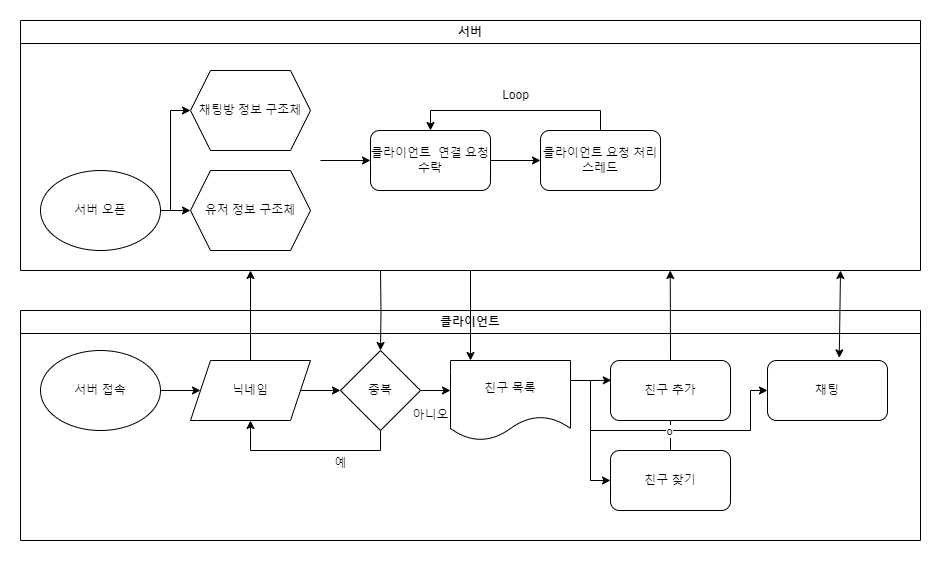 서버
Loop
채팅방 정보 구조체
클라이언트 연결 요청
수락
클라이언트 요청 처리
스레드
서버 오픈
유저 정보 구조체
클라이언트
서버 접속
닉네임
중복
친구 목록
친구 추가
채팅
아니오
o
예
친구 찾기